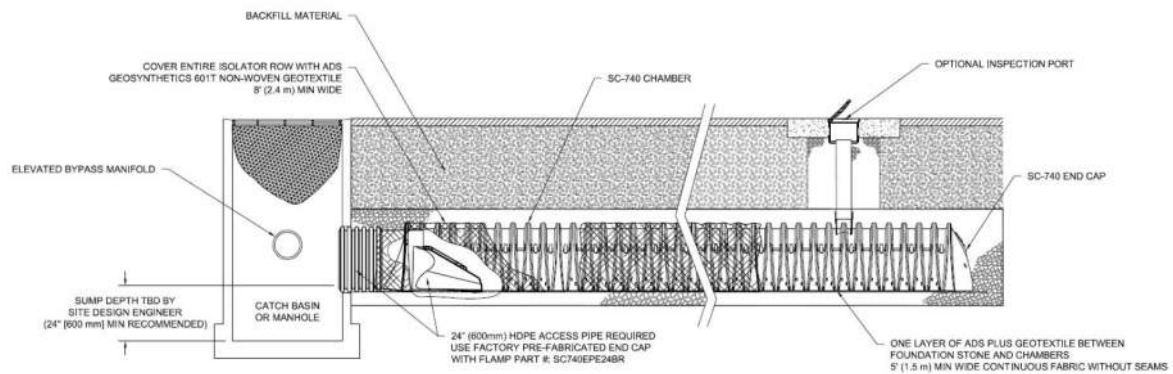 BACKFILL MATERIAL
COVER ENTIRE ISOLATOR ROW WITH ADS
GEOSYNTHETICS 601T NON-WOVEN GEOTEXTILE
8' (2.4 m) MIN WIDE
SC-740 CHAMBER
OPTIONAL INSPECTION PORT
ELEVATED BYPASS MANIFOLD
SC-740 END CAP
SUMP DEPTH TBD BY
SITE DESIGN ENGINEER
(24" [600 mm] MIN RECOMMENDED)
CATCH BASIN
OR MANHOLE
24" (600mm) HDPE ACCESS PIPE REQUIRED
USE FACTORY PRE-FABRICATED END CAP
WITH FLAMP PART #: SC740EPE24BR
ONE LAYER OF ADS PLUS GEOTEXTILE BETWEEN
FOUNDATION STONE AND CHAMBERS
5' (1.5 m) MIN WIDE CONTINUOUS FABRIC WITHOUT SEAMS